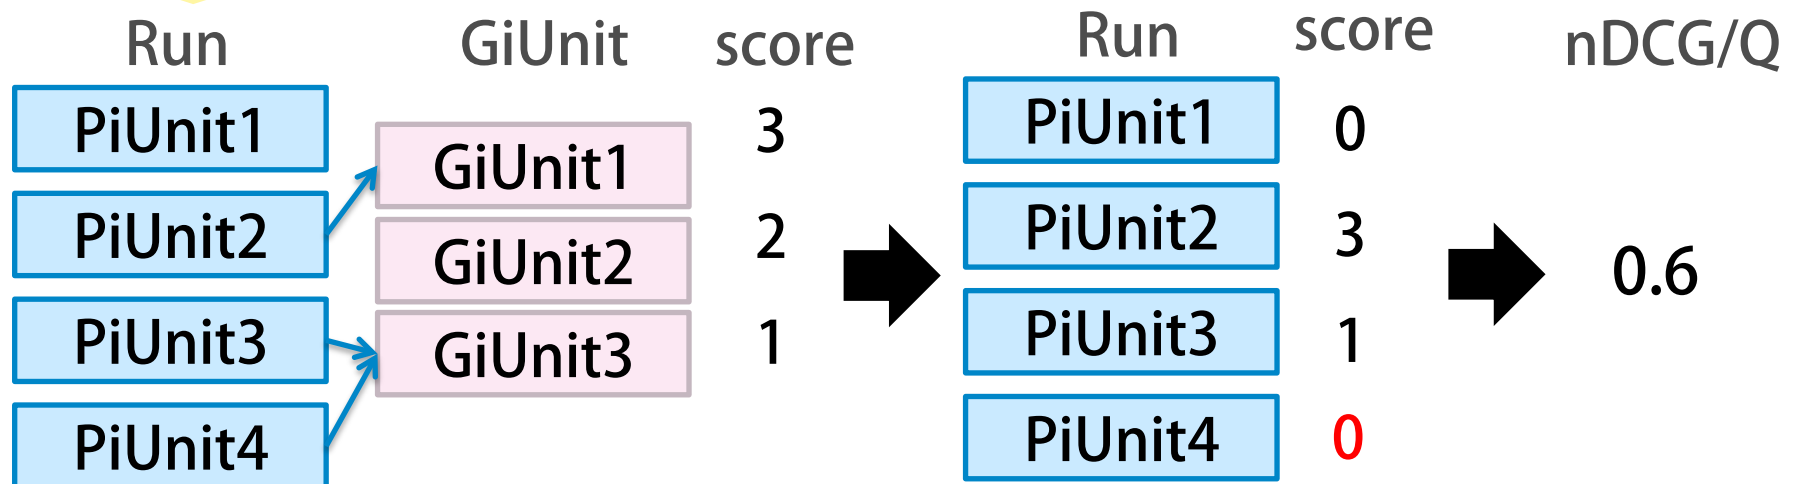 Run GiUnit score Run score nDCG/Q
PiUnit1 GiUnit1 3 PiUnit1 0
PiUnit2 GiUnit2 2 PiUnit2 3
PiUnit3 GiUnit3 1 PiUnit3 1
PiUnit4 PiUnit4 0
0.6